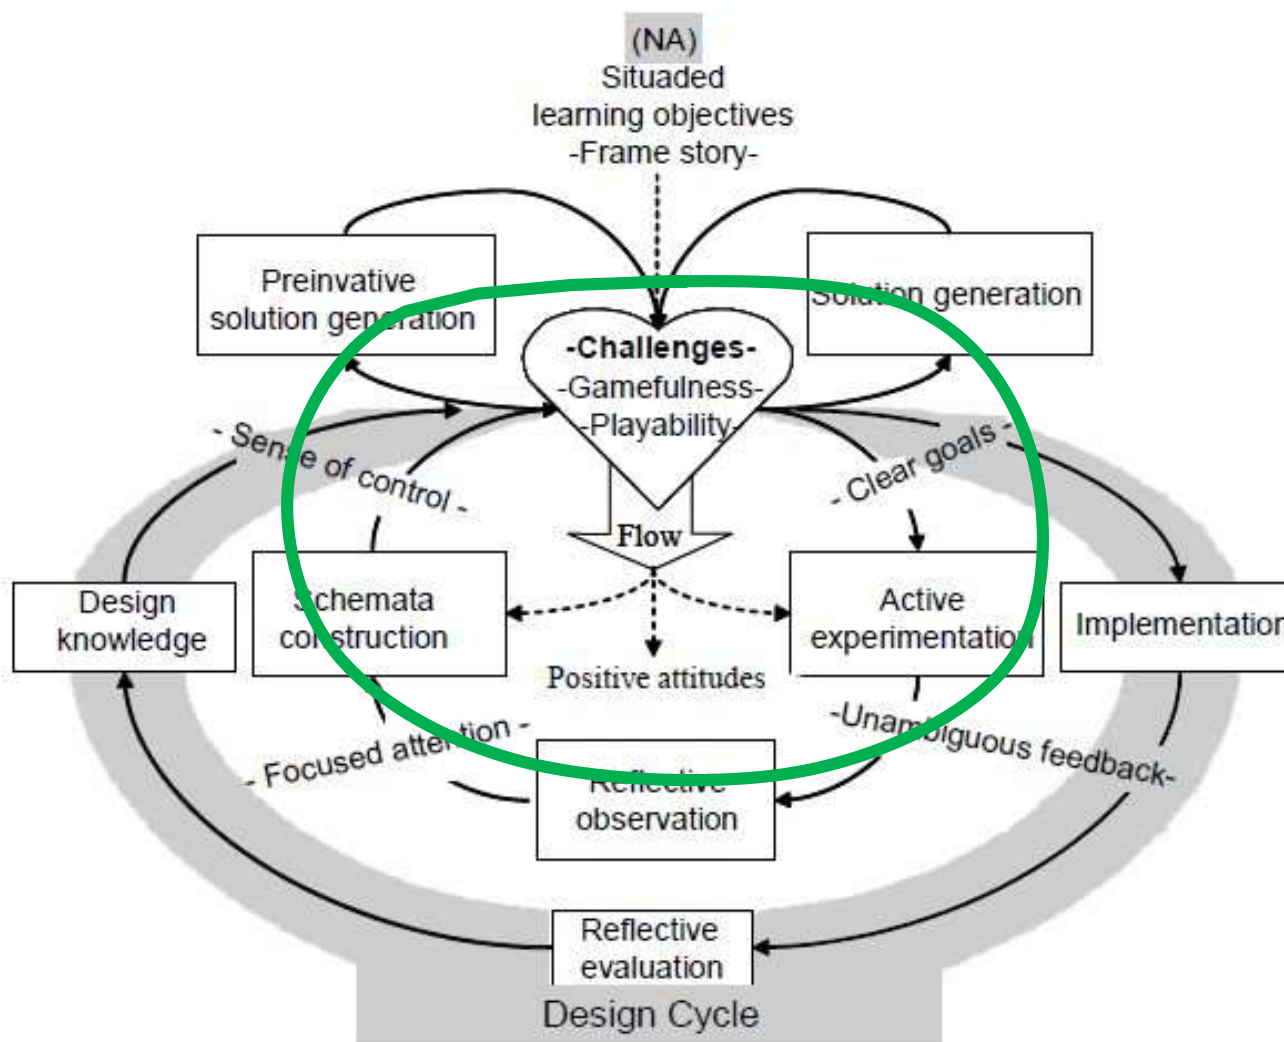 (NA)
Situaded
learning objectives
-Frame story-
Preinvative
solution generation
Solution generation
-Challenges-
-Gamefulness-
-Playability-
- Sense of control -
- Clear goals -
Flow
Design
knowledge
Schemata
construction
Active
experimentation
Implementation
Positive attitudes
- Focused attention -
-Unambiguous feedback-
Reflective
observation
Reflective
evaluation
Design Cycle